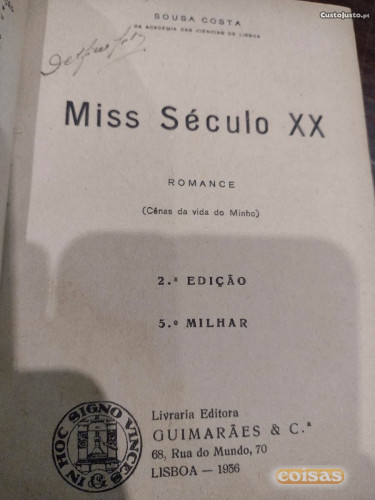 CustoJusto.pt
SOUSA COSTA
DA ACADEMIA DAS CIÊNCIAS DE LISBOA
Miss Século XX
ROMANCE
(Cênas da vida do Minho)
2.ª EDIÇÃO
5.º MILHAR
IN HOC SIGNO VINCES
&
Livraria Editora
GUIMARÃES & C.ª
68, Rua do Mundo, 70
LISBOA — 1936
coisas